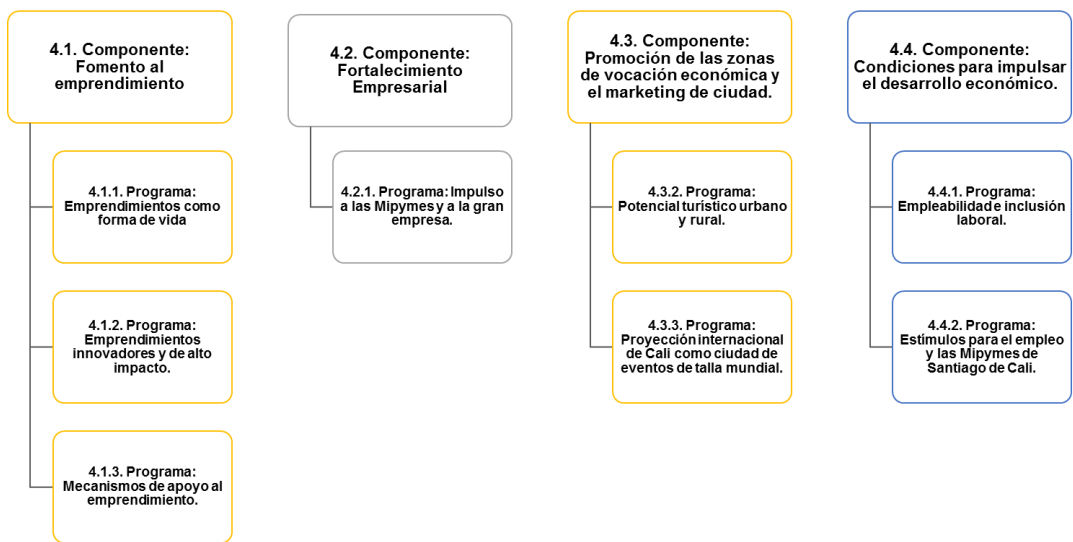 4.1. Componente:
Fomento al
emprendimiento
4.1.1. Programa:
Emprendimientos como
forma de vida
4.1.2. Programa:
Emprendimientos
innovadores y de alto
impacto.
4.1.3. Programa:
Mecanismos de apoyo al
emprendimiento.
4.2. Componente:
Fortalecimiento
Empresarial
4.2.1. Programa: Impulso
a las Mipymes y a la gran
empresa.
4.3. Componente:
Promoción de las zonas
de vocación económica y
el marketing de ciudad.
4.3.2. Programa:
Potencial turístico urbano
y rural.
4.3.3. Programa:
Proyección internacional
de Cali como ciudad de
eventos de talla mundial.
4.4. Componente:
Condiciones para impulsar
el desarrollo económico.
4.4.1. Programa:
Empleabilidad e inclusión
laboral.
4.4.2. Programa:
Estímulos para el empleo
y las Mipymes de
Santiago de Cali.